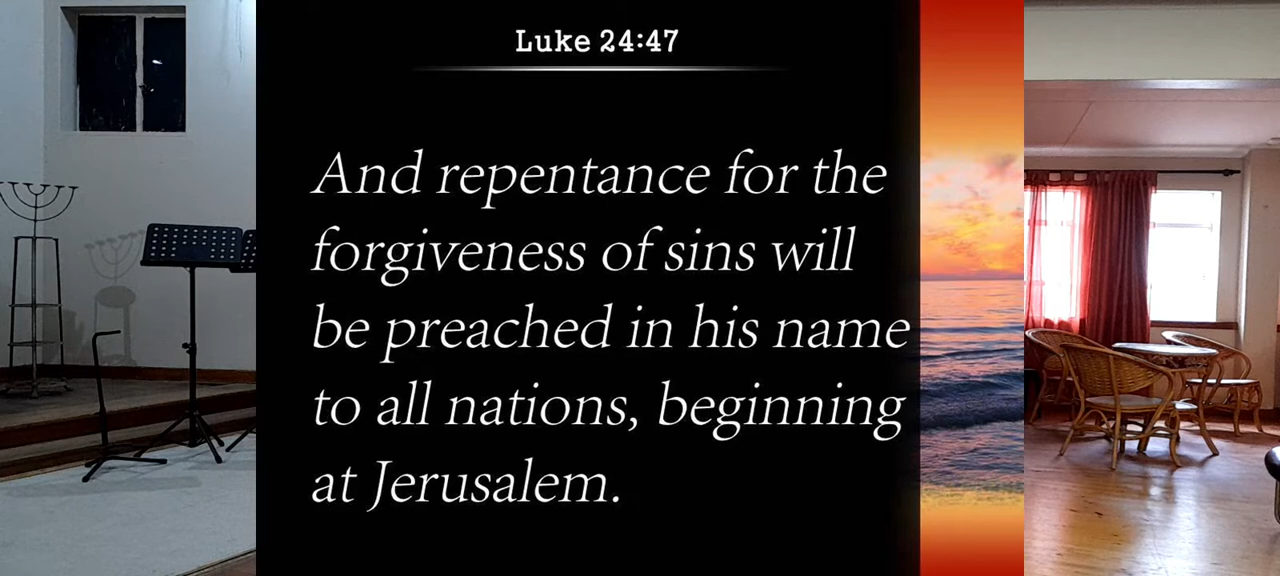 Luke 24:47
And repentance for the
forgiveness of sins will
be preached in his name
to all nations, beginning
at Jerusalem.